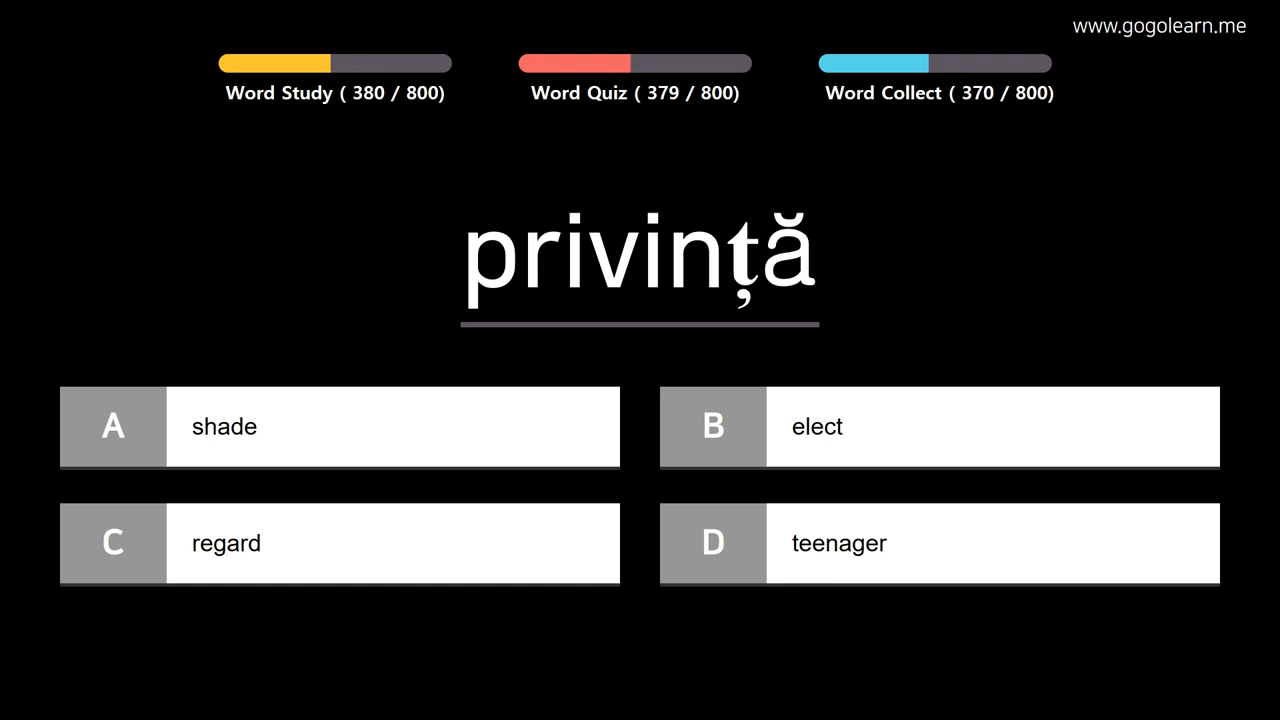 www.gogolearn.me
Word Study ( 380 / 800)
Word Quiz ( 379 / 800)
Word Collect ( 370 / 800)
privință
A shade
B elect
C regard
D teenager